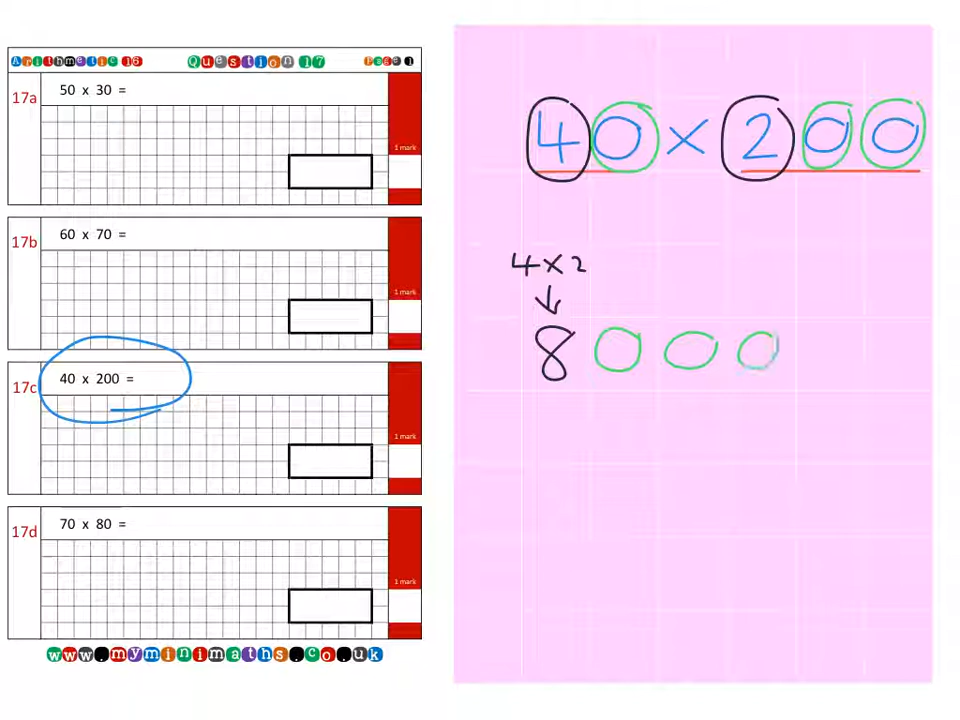 Arithmetic 16 Question 17 Page 1
17a 50 x 30 =
1 mark
17b 60 x 70 =
1 mark
17c 40 x 200 =
1 mark
17d 70 x 80 =
1 mark
www.myminimaths.co.uk
40 x 200
4 x 2
↓
8000